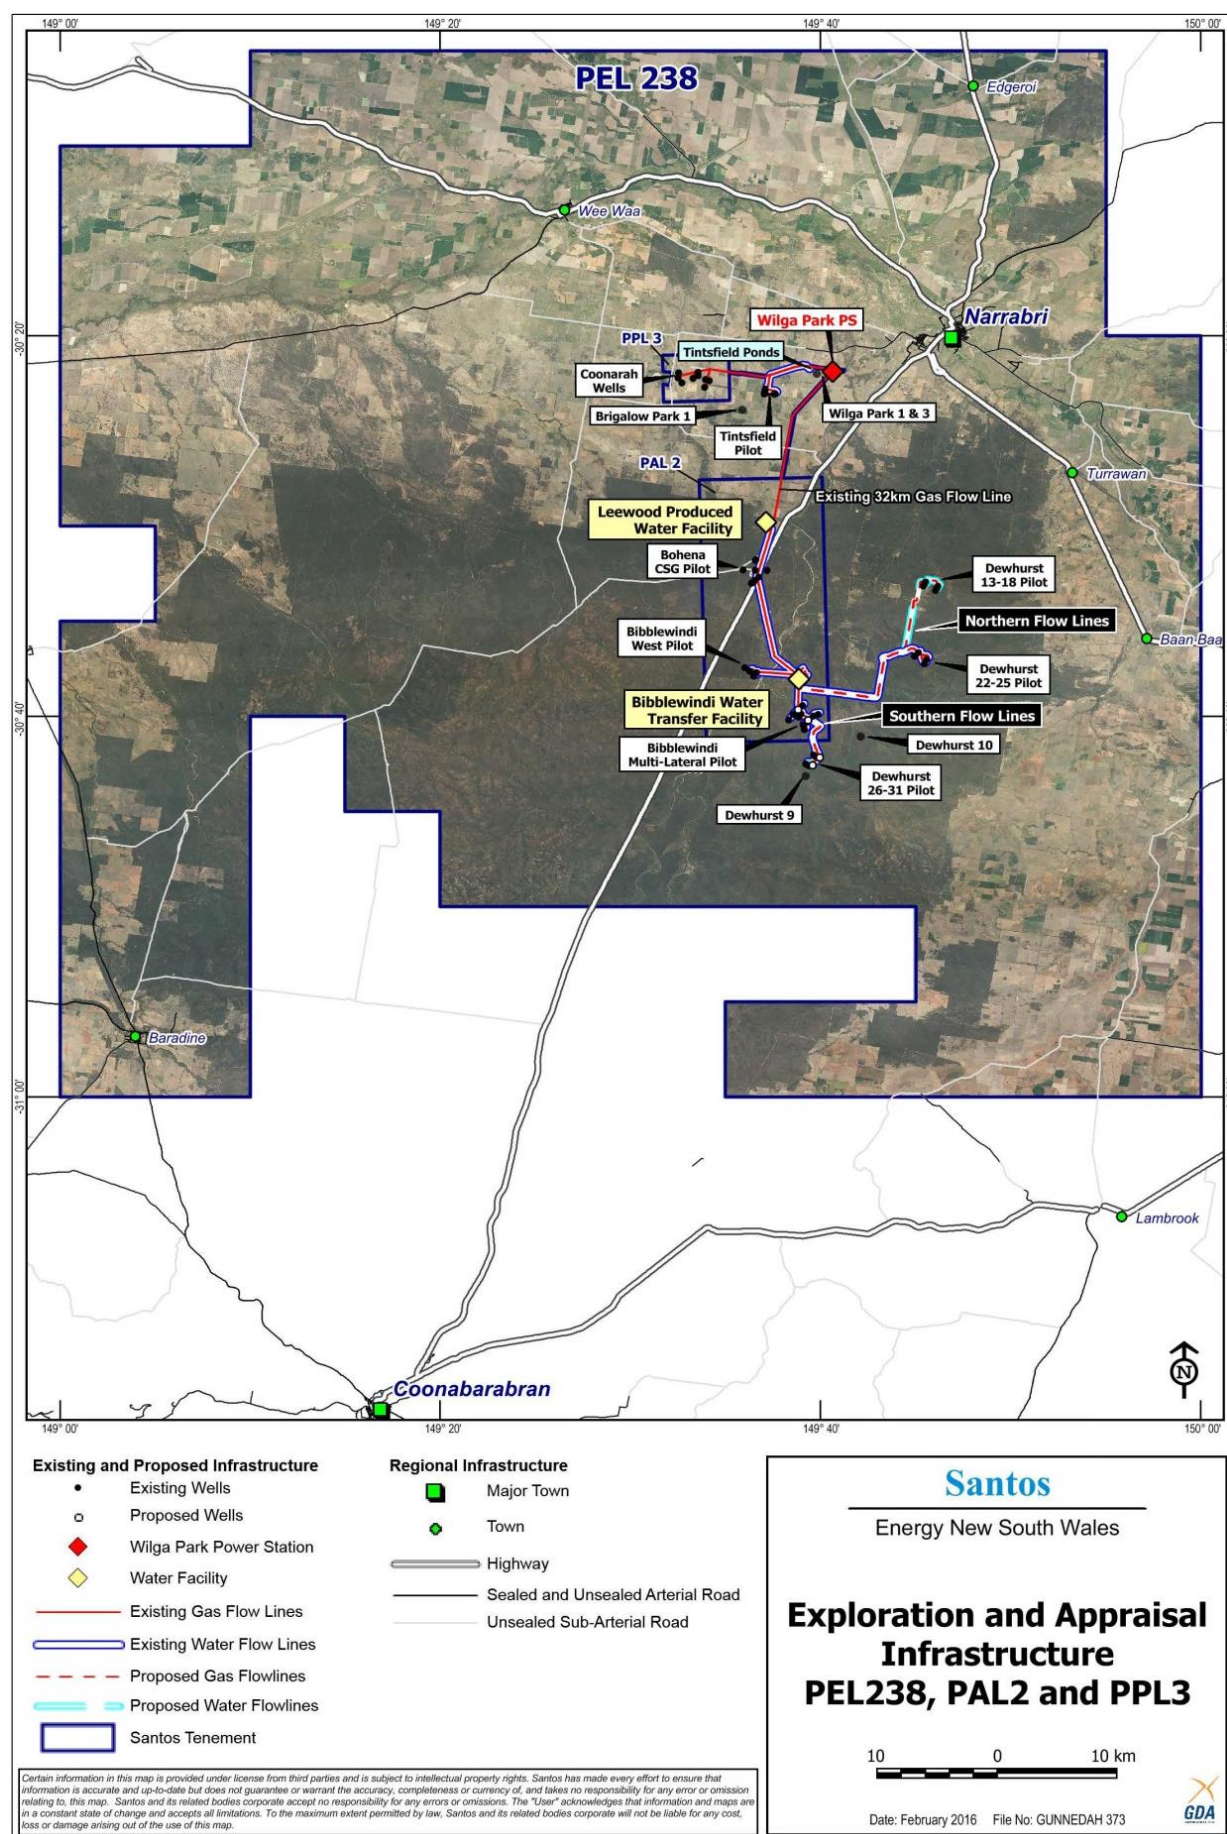 149° 00'
149° 20'
149° 40'
150° 00'
PEL 238
Edgeroi
Wee Waa
-30° 20'
Narrabri
Wilga Park PS
PPL 3
Tintsfield Ponds
Coonarah
Wells
Brigalow Park 1
Wilga Park 1 & 3
Tintsfield
Pilot
PAL 2
Turrawan
Existing 32km Gas Flow Line
Leewood Produced
Water Facility
Bohena
CSG Pilot
Dewhurst
13-18 Pilot
Northern Flow Lines
Bibblewindi
West Pilot
Baan Baa
Dewhurst
22-25 Pilot
Bibblewindi Water
Transfer Facility
-30° 40'
Southern Flow Lines
Bibblewindi
Multi-Lateral Pilot
Dewhurst 10
Dewhurst
26-31 Pilot
Dewhurst 9
Baradine
-31° 00'
Lambrook
N
Coonabarabran
149° 00'
149° 20'
149° 40'
150° 00'
Existing and Proposed Infrastructure
Existing Wells
Proposed Wells
Wilga Park Power Station
Water Facility
Existing Gas Flow Lines
Existing Water Flow Lines
Proposed Gas Flowlines
Proposed Water Flowlines
Santos Tenement
Regional Infrastructure
Major Town
Town
Highway
Sealed and Unsealed Arterial Road
Unsealed Sub-Arterial Road
Certain information in this map is provided under license from third parties and is subject to intellectual property rights. Santos has made every effort to ensure that
information is accurate and up-to-date but does not guarantee or warrant the accuracy, completeness or currency of, and takes no responsibility for any error or omission
relating to, this map. Santos and its related bodies corporate accept no responsibility for any errors or omissions. The "User" acknowledges that information and maps are
in a constant state of change and accepts all limitations. To the maximum extent permitted by law, Santos and its related bodies corporate will not be liable for any cost,
loss or damage arising out of the use of this map.
Santos
Energy New South Wales
Exploration and Appraisal
Infrastructure
PEL238, PAL2 and PPL3
10 0 10 km
Date: February 2016 File No: GUNNEDAH 373
GDA